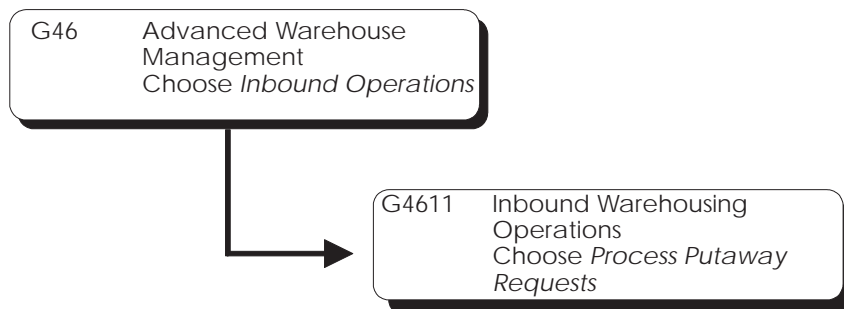 G46 Advanced Warehouse
Management
Choose Inbound Operations
G4611 Inbound Warehousing
Operations
Choose Process Putaway
Requests